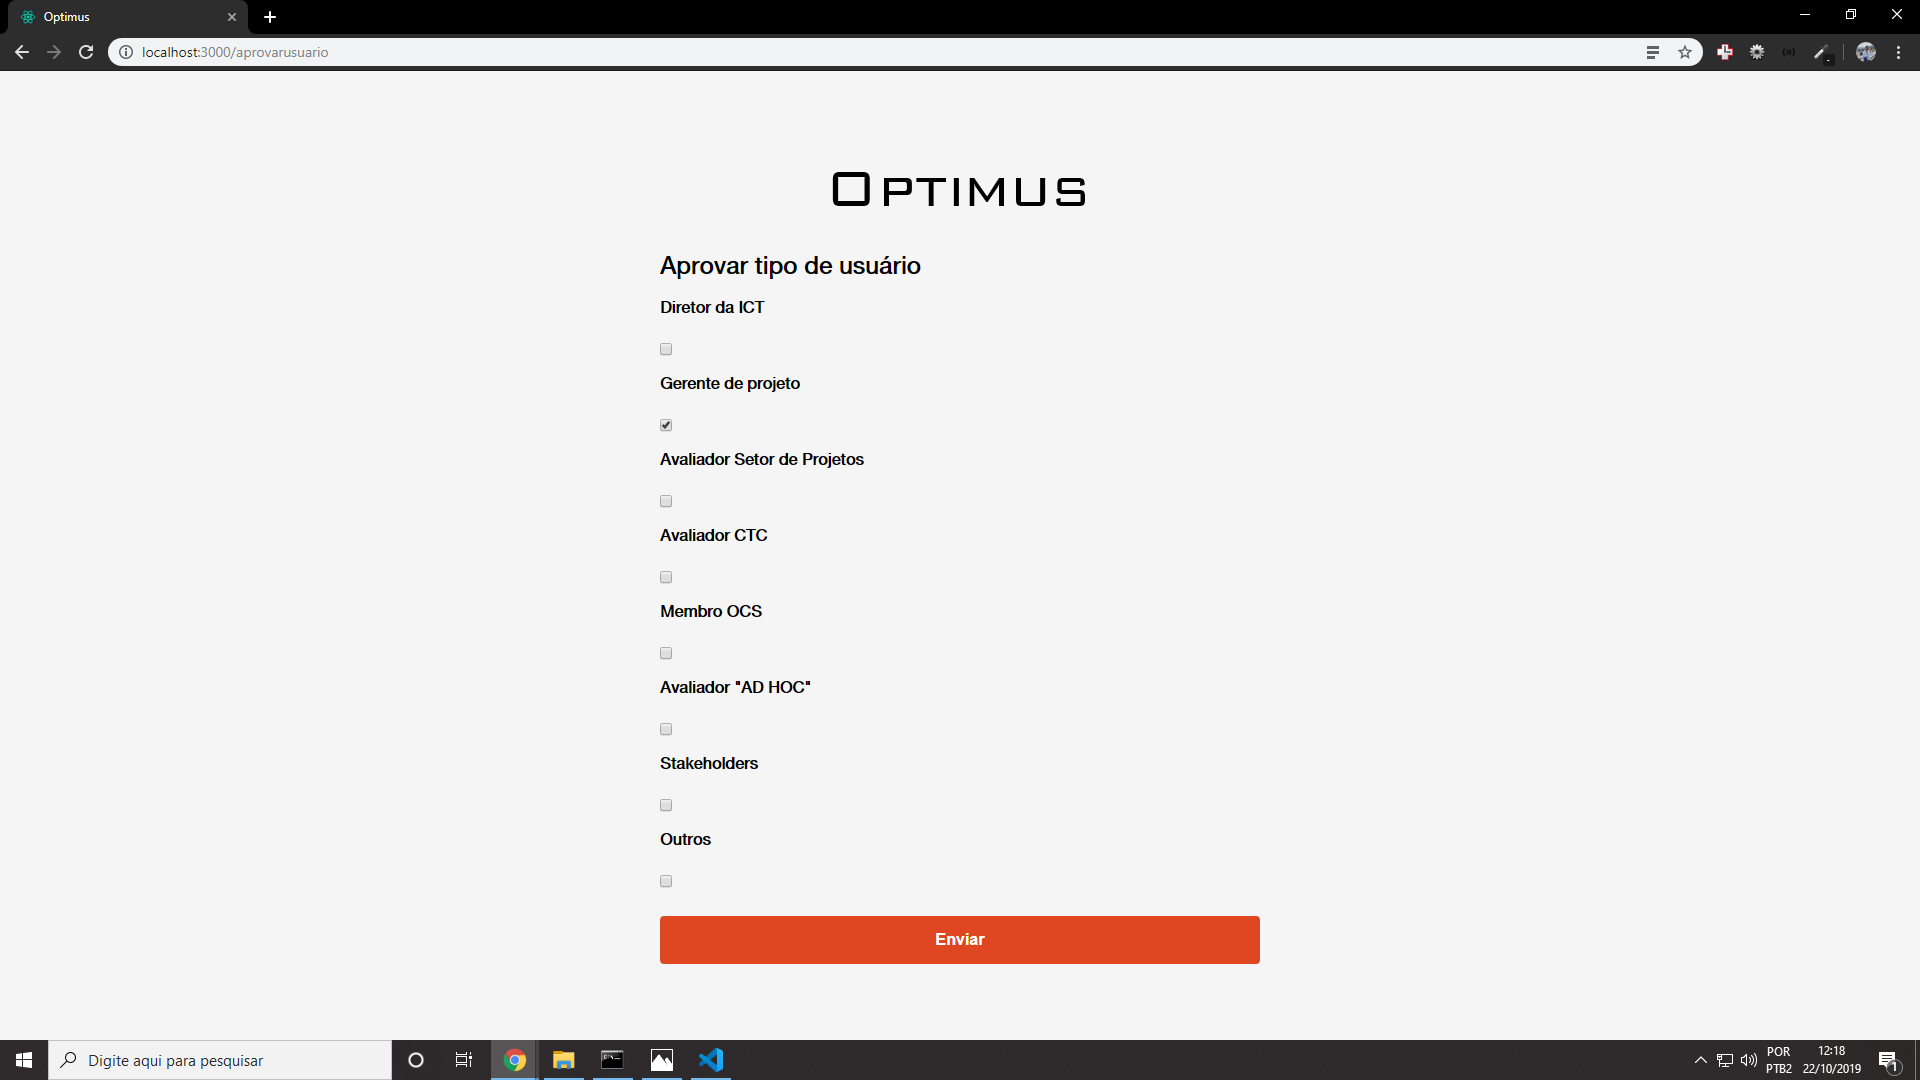 Optimus
localhost:3000/aprovarusuario
OPTIMUS
Aprovar tipo de usuário
Diretor da ICT
Gerente de projeto
Avaliador Setor de Projetos
Avaliador CTC
Membro OCS
Avaliador "AD HOC"
Stakeholders
Outros
Enviar
Digite aqui para pesquisar
POR
PTB2
12:18
22/10/2019
1